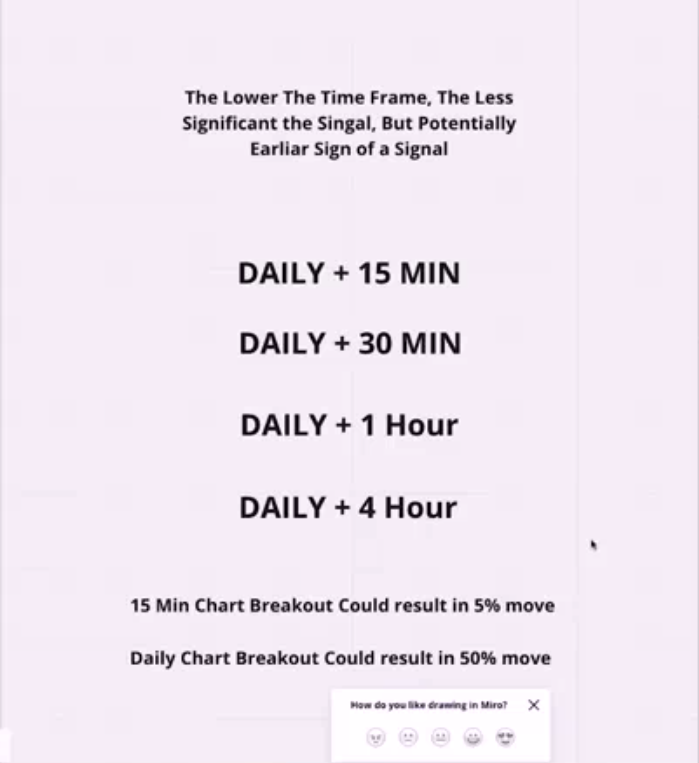 The Lower The Time Frame, The Less
Significant the Singal, But Potentially
Earliar Sign of a Signal
DAILY + 15 MIN
DAILY + 30 MIN
DAILY + 1 Hour
DAILY + 4 Hour
15 Min Chart Breakout Could result in 5% move
Daily Chart Breakout Could result in 50% move
How do you like drawing in Miro?